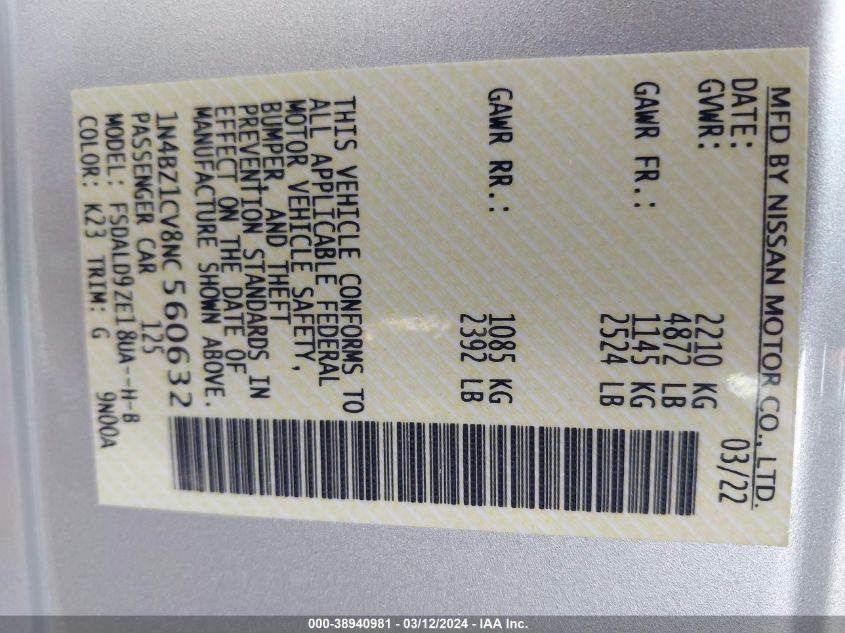 MFD BY NISSAN MOTOR CO., LTD.
DATE: 03/22
GVWR: 2210 KG
4872 LB
GAWR FR.: 1145 KG
2524 LB
GAWR RR.: 1085 KG
2392 LB
THIS VEHICLE CONFORMS TO
ALL APPLICABLE FEDERAL
MOTOR VEHICLE SAFETY,
BUMPER, AND THEFT
PREVENTION STANDARDS IN
EFFECT ON THE DATE OF
MANUFACTURE SHOWN ABOVE.
1N4BZ1CV8NC560632
PASSENGER CAR 125
MODEL: FSDALD9ZE18UA--H-B
COLOR: K23 TRIM: G 9N00A
000-38940981 - 03/12/2024 - IAA Inc.